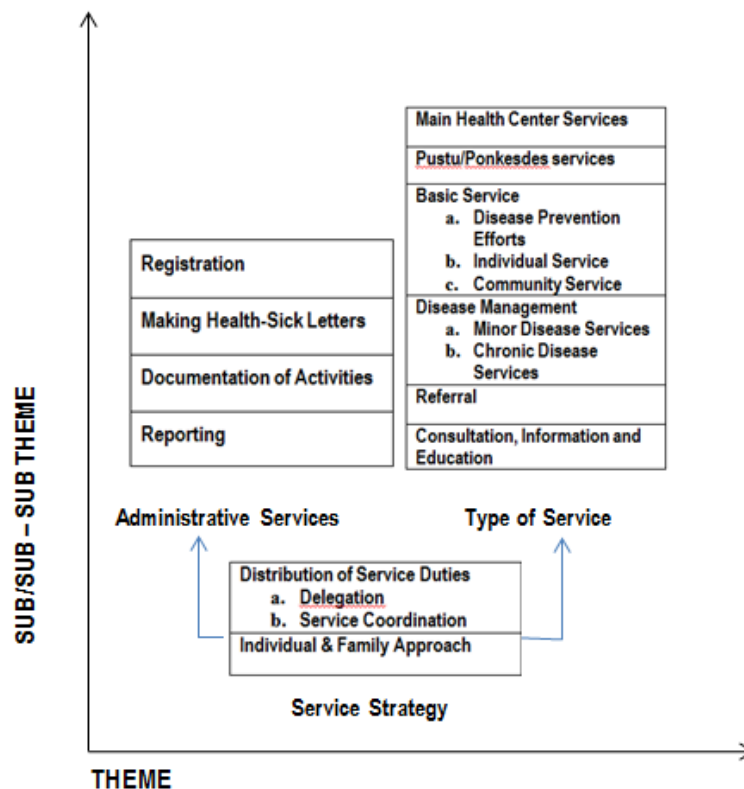 Main Health Center Services
Pustu/Ponkesdes services
Basic Service
a. Disease Prevention
Efforts
b. Individual Service
c. Community Service
Disease Management
a. Minor Disease Services
b. Chronic Disease
Services
Referral
Consultation, Information and
Education
Registration
Making Health-Sick Letters
Documentation of Activities
Reporting
SUB/SUB – SUB THEME
Administrative Services
Type of Service
Distribution of Service Duties
a. Delegation
b. Service Coordination
Individual & Family Approach
Service Strategy
THEME